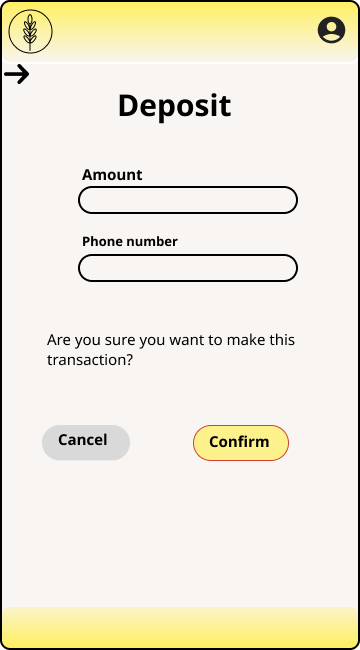 Deposit
Amount
Phone number
Are you sure you want to make this
transaction?
Cancel
Confirm